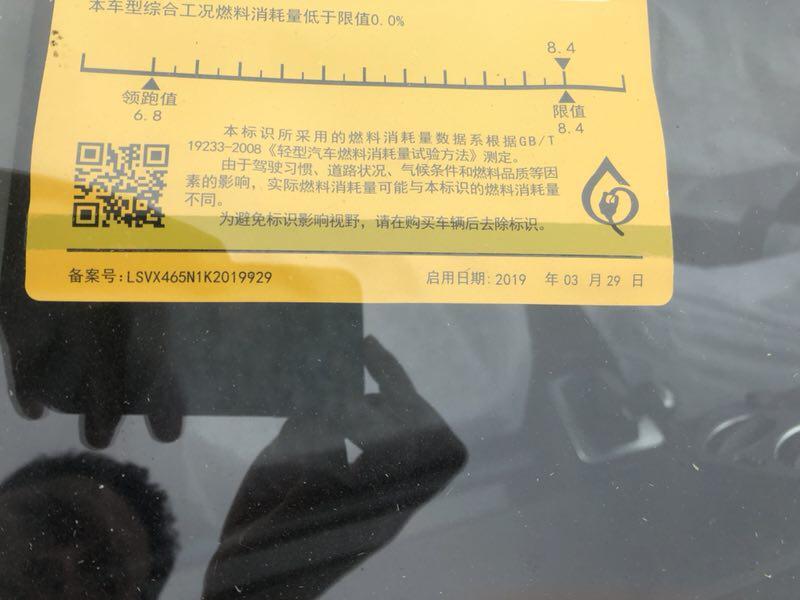 本车型综合工况燃料消耗量低于限值0.0%
8.4
领跑值
6.8
限值
8.4
本标识所采用的燃料消耗量数据系根据GB/T
19233-2008《轻型汽车燃料消耗量试验方法》测定。
由于驾驶习惯、道路状况、气候条件和燃料品质等因
素的影响，实际燃料消耗量可能与本标识的燃料消耗量
不同。
为避免标识影响视野，请在购买车辆后去除标识。
备案号:LSVX465N1K2019929
启用日期:2019 年 03 月 29 日